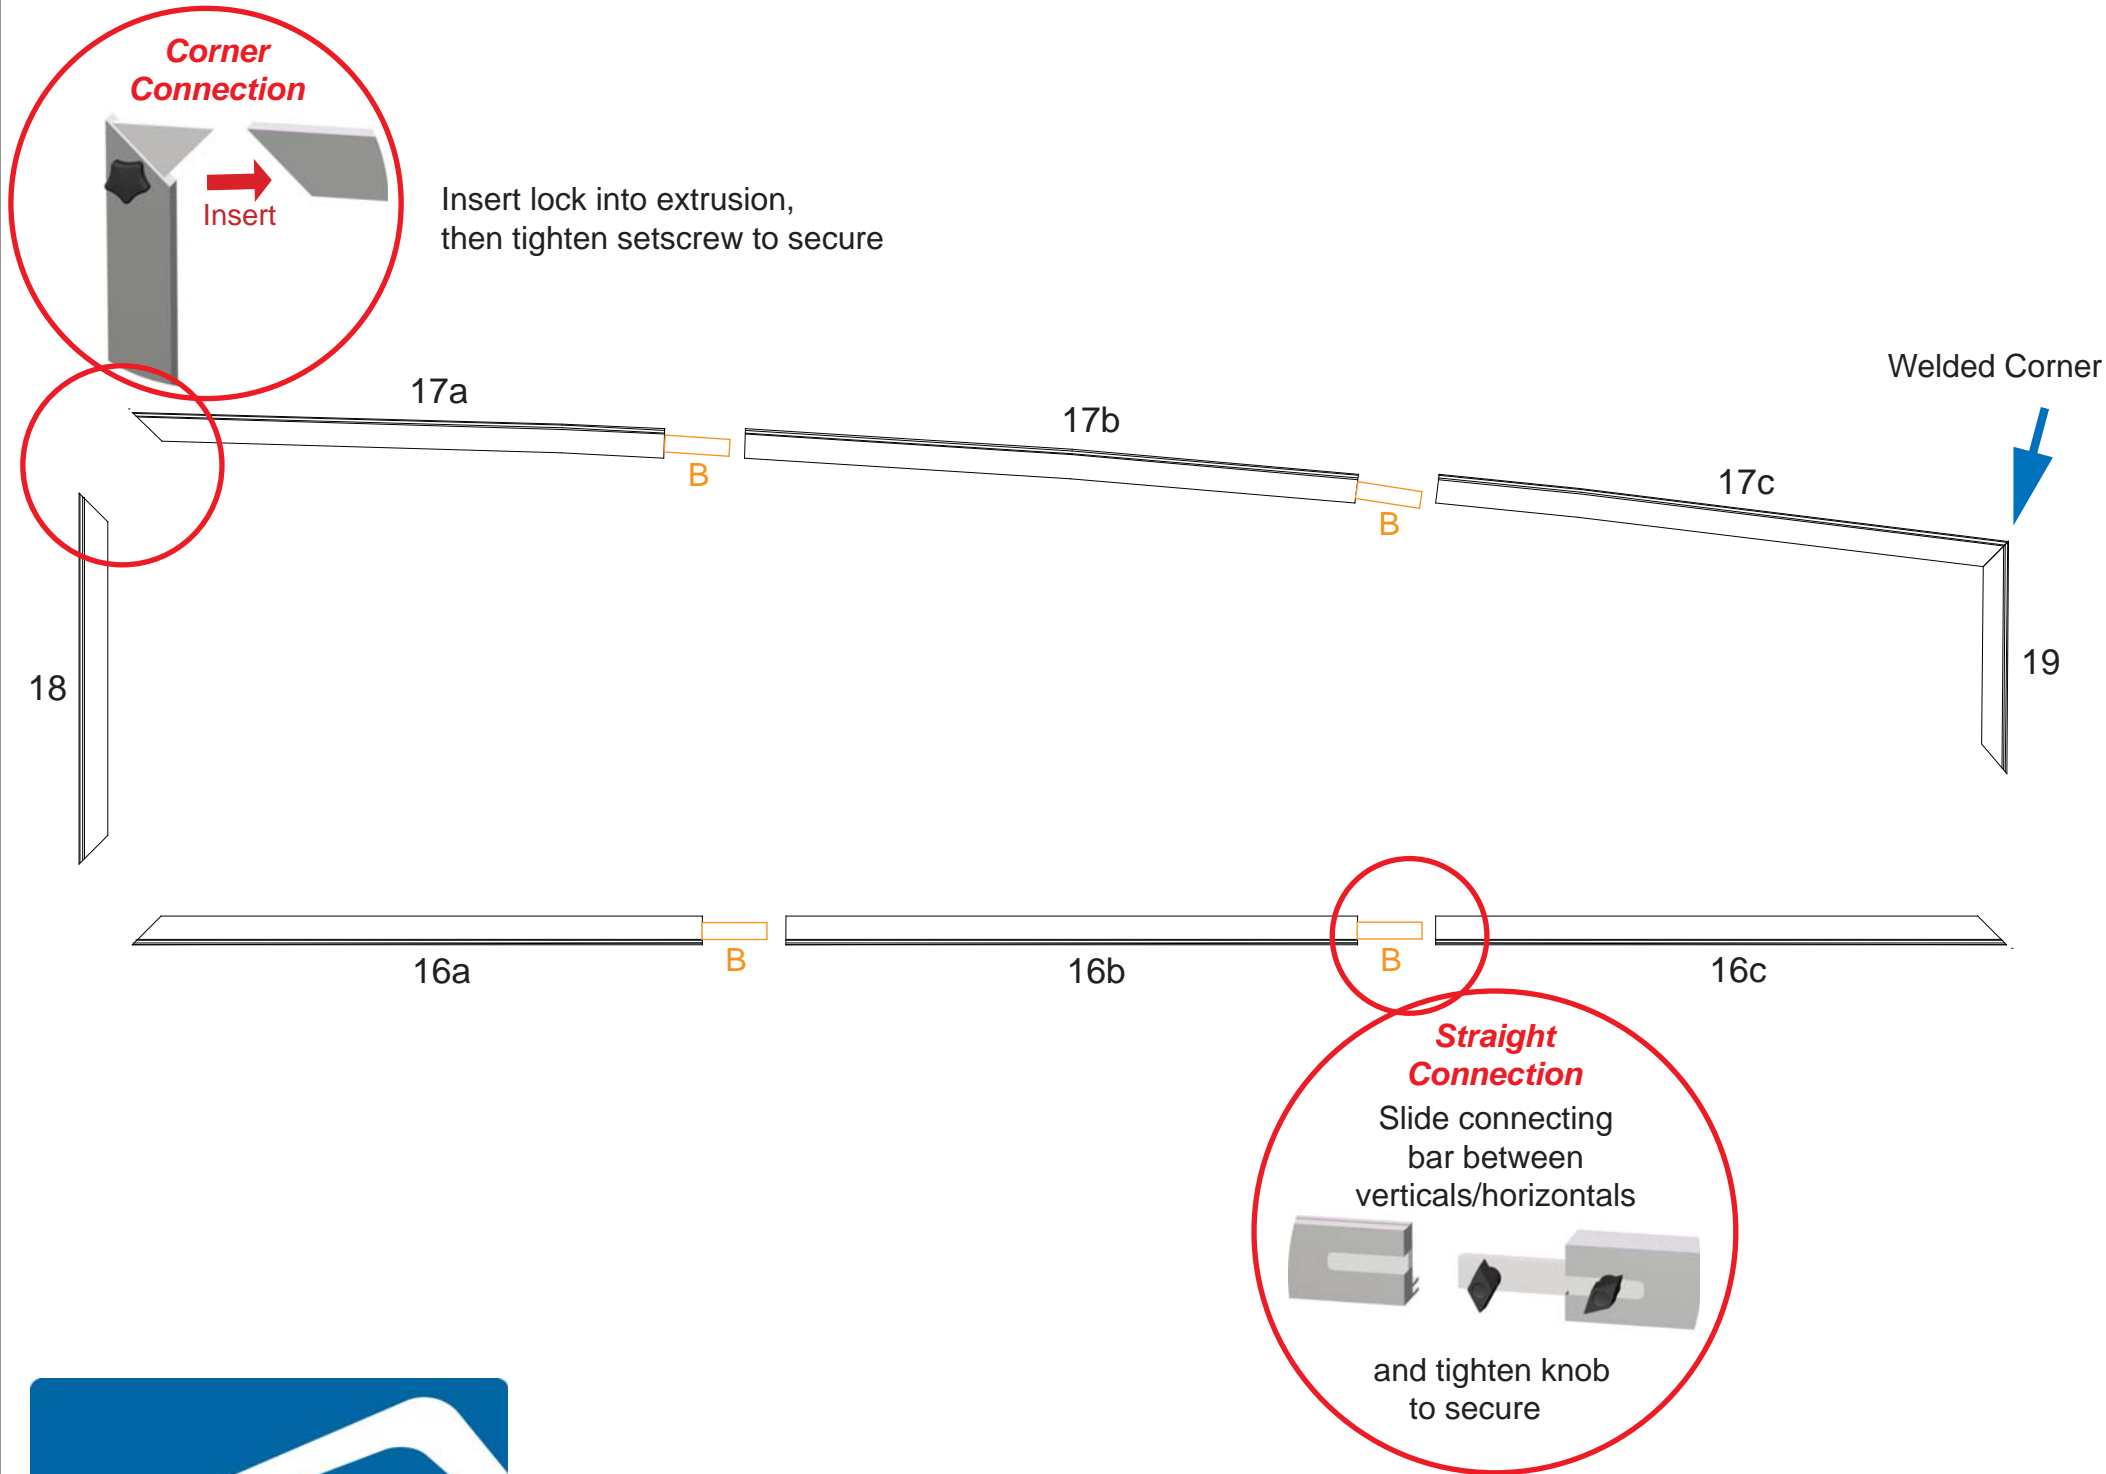 Corner
Connection
Insert
Insert lock into extrusion,
then tighten setscrew to secure
Welded Corner
17a
17b
17c
B
B
18
19
16a
B
16b
B
16c
Straight
Connection
Slide connecting
bar between
verticals/horizontals
and tighten knob
to secure